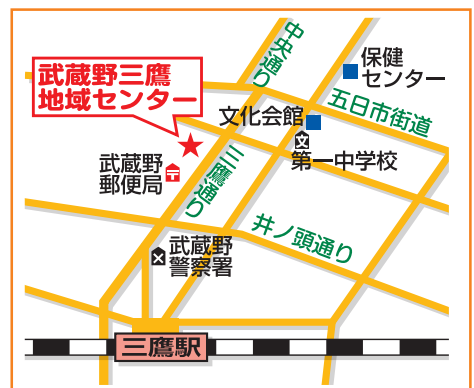 中央通り
保健
センター
武蔵野三鷹
地域センター
五日市街道
文化会館
文
第一中学校
三鷹通り
武蔵野
郵便局
〒
井ノ頭通り
武蔵野
警察署
三鷹駅